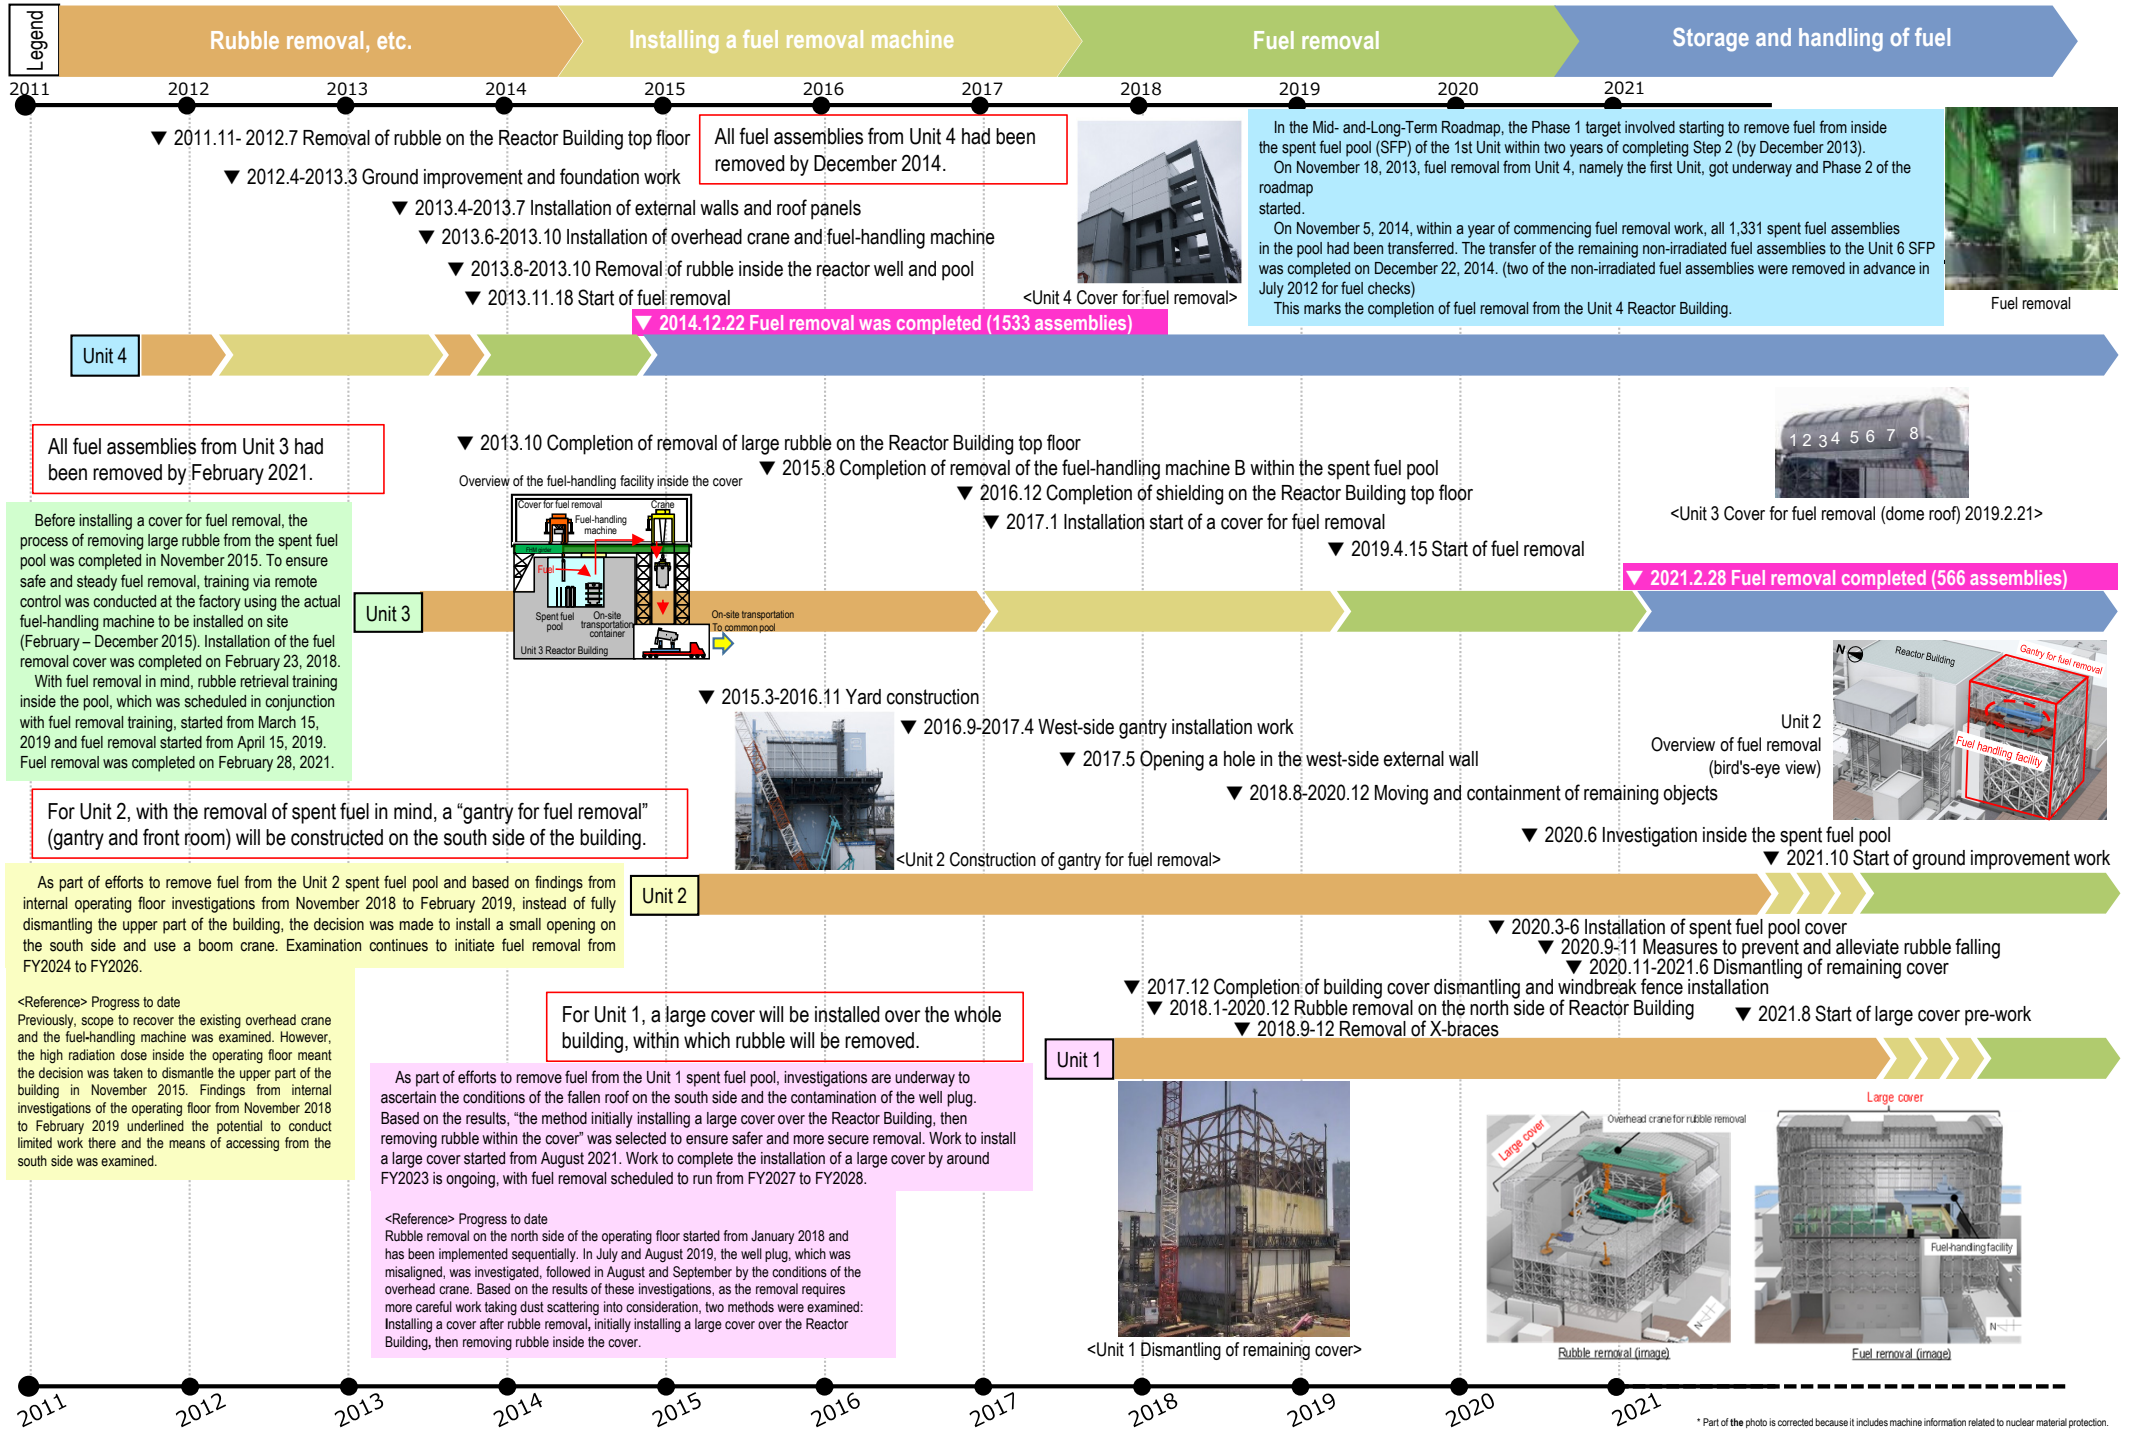 Legend
Rubble removal, etc.
Installing a fuel removal machine
Fuel removal
Storage and handling of fuel
2011 2012 2013 2014 2015 2016 2017 2018 2019 2020 2021
▼ 2011.11- 2012.7 Removal of rubble on the Reactor Building top floor
▼ 2012.4-2013.3 Ground improvement and foundation work
▼ 2013.4-2013.7 Installation of external walls and roof panels
▼ 2013.6-2013.10 Installation of overhead crane and fuel-handling machine
▼ 2013.8-2013.10 Removal of rubble inside the reactor well and pool
▼ 2013.11.18 Start of fuel removal
▼ 2014.12.22 Fuel removal was completed (1533 assemblies)
All fuel assemblies from Unit 4 had been
removed by December 2014.
<Unit 4 Cover for fuel removal>
In the Mid- and-Long-Term Roadmap, the Phase 1 target involved starting to remove fuel from inside
the spent fuel pool (SFP) of the 1st Unit within two years of completing Step 2 (by December 2013).
On November 18, 2013, fuel removal from Unit 4, namely the first Unit, got underway and Phase 2 of the
roadmap
started.
On November 5, 2014, within a year of commencing fuel removal work, all 1,331 spent fuel assemblies
in the pool had been transferred. The transfer of the remaining non-irradiated fuel assemblies to the Unit 6 SFP
was completed on December 22, 2014. (two of the non-irradiated fuel assemblies were removed in advance in
July 2012 for fuel checks)
This marks the completion of fuel removal from the Unit 4 Reactor Building.
Fuel removal
Unit 4
All fuel assemblies from Unit 3 had
been removed by February 2021.
Before installing a cover for fuel removal, the
process of removing large rubble from the spent fuel
pool was completed in November 2015. To ensure
safe and steady fuel removal, training via remote
control was conducted at the factory using the actual
fuel-handling machine to be installed on site
(February – December 2015). Installation of the fuel
removal cover was completed on February 23, 2018.
With fuel removal in mind, rubble retrieval training
inside the pool, which was scheduled in conjunction
with fuel removal training, started from March 15,
2019 and fuel removal started from April 15, 2019.
Fuel removal was completed on February 28, 2021.
▼ 2013.10 Completion of removal of large rubble on the Reactor Building top floor
▼ 2015.8 Completion of removal of the fuel-handling machine B within the spent fuel pool
▼ 2016.12 Completion of shielding on the Reactor Building top floor
▼ 2017.1 Installation start of a cover for fuel removal
▼ 2019.4.15 Start of fuel removal
▼ 2021.2.28 Fuel removal completed (566 assemblies)
1 2 3 4 5 6 7 8
<Unit 3 Cover for fuel removal (dome roof) 2019.2.21>
Overview of the fuel-handling facility inside the cover
Cover for fuel removal
Crane
Fuel-handling
machine
FHM girder
Fuel
Spent fuel
pool
On-site
transportation
container
Unit 3 Reactor Building
On-site transportation
To common pool
Unit 3
▼ 2015.3-2016.11 Yard construction
▼ 2016.9-2017.4 West-side gantry installation work
▼ 2017.5 Opening a hole in the west-side external wall
▼ 2018.8-2020.12 Moving and containment of remaining objects
▼ 2020.6 Investigation inside the spent fuel pool
▼ 2021.10 Start of ground improvement work
<Unit 2 Construction of gantry for fuel removal>
Unit 2
Overview of fuel removal
(bird's-eye view)
N
Reactor Building
Gantry for fuel removal
Fuel handling facility
For Unit 2, with the removal of spent fuel in mind, a “gantry for fuel removal”
(gantry and front room) will be constructed on the south side of the building.
As part of efforts to remove fuel from the Unit 2 spent fuel pool and based on findings from
internal operating floor investigations from November 2018 to February 2019, instead of fully
dismantling the upper part of the building, the decision was made to install a small opening on
the south side and use a boom crane. Examination continues to initiate fuel removal from
FY2024 to FY2026.
<Reference> Progress to date
Previously, scope to recover the existing overhead crane
and the fuel-handling machine was examined. However,
the high radiation dose inside the operating floor meant
the decision was taken to dismantle the upper part of the
building in November 2015. Findings from internal
investigations of the operating floor from November 2018
to February 2019 underlined the potential to conduct
limited work there and the means of accessing from the
south side was examined.
Unit 2
▼ 2020.3-6 Installation of spent fuel pool cover
▼ 2020.9-11 Measures to prevent and alleviate rubble falling
▼ 2020.11-2021.6 Dismantling of remaining cover
▼ 2017.12 Completion of building cover dismantling and windbreak fence installation
▼ 2018.1-2020.12 Rubble removal on the north side of Reactor Building
▼ 2018.9-12 Removal of X-braces
▼ 2021.8 Start of large cover pre-work
For Unit 1, a large cover will be installed over the whole
building, within which rubble will be removed.
Unit 1
As part of efforts to remove fuel from the Unit 1 spent fuel pool, investigations are underway to
ascertain the conditions of the fallen roof on the south side and the contamination of the well plug.
Based on the results, “the method initially installing a large cover over the Reactor Building, then
removing rubble within the cover” was selected to ensure safer and more secure removal. Work to install
a large cover started from August 2021. Work to complete the installation of a large cover by around
FY2023 is ongoing, with fuel removal scheduled to run from FY2027 to FY2028.
<Reference> Progress to date
Rubble removal on the north side of the operating floor started from January 2018 and
has been implemented sequentially. In July and August 2019, the well plug, which was
misaligned, was investigated, followed in August and September by the conditions of the
overhead crane. Based on the results of these investigations, as the removal requires
more careful work taking dust scattering into consideration, two methods were examined:
Installing a cover after rubble removal, initially installing a large cover over the Reactor
Building, then removing rubble inside the cover.
<Unit 1 Dismantling of remaining cover>
Large cover
Overhead crane for rubble removal
N
Rubble removal (image)
Large cover
Fuel-handling facility
N
Fuel removal (image)
2011 2012 2013 2014 2015 2016 2017 2018 2019 2020 2021
* Part of the photo is corrected because it includes machine information related to nuclear material protection.